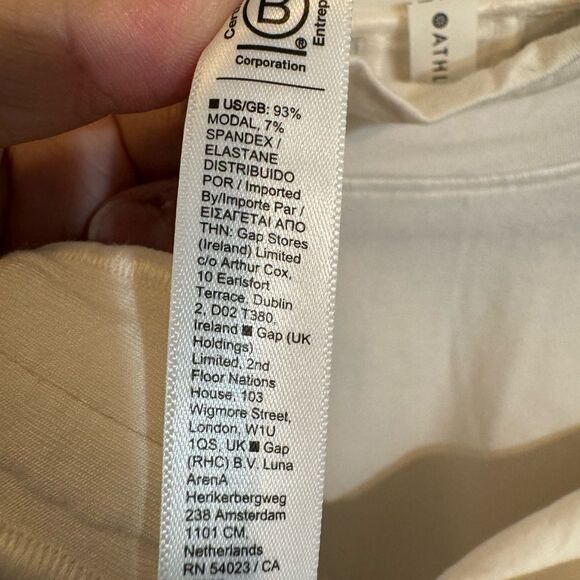 Cert
B
Entrep
®
Corporation
ATHL
■ US/GB: 93%
MODAL, 7%
SPANDEX /
ELASTANE
DISTRIBUIDO
POR / Imported
By/Importe Par /
ΕΙΣΑΓΕΤΑΙ ΑΠΟ
ΤΗΝ: Gap Stores
(Ireland) Limited
c/o Arthur Cox,
10 Earlsfort
Terrace, Dublin
2, D02 T380,
Ireland ■ Gap (UK
Holdings)
Limited, 2nd
Floor Nations
House, 103
Wigmore Street,
London, W1U
1QS. UK ■ Gap
(RHC) B.V. Luna
ArenA
Herikerbergweg
238 Amsterdam
1101 CM,
Netherlands
RN 54023 / CA